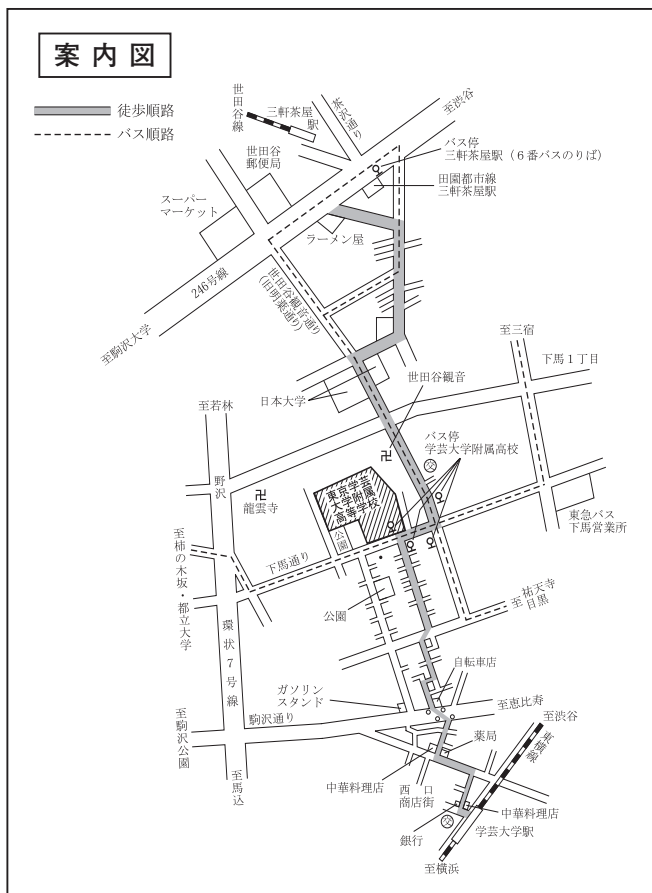 案内図
徒歩順路
バス順路
世田谷線
三軒茶屋駅
茶沢通り
至渋谷
バス停
三軒茶屋駅（6番バスのりば）
田園都市線
三軒茶屋駅
世田谷
郵便局
スーパー
マーケット
ラーメン屋
246号線
世田谷観音通り
（旧明薬通り）
至駒沢大学
至三宿
下馬1丁目
世田谷観音
日本大学
至若林
バス停
学芸大学附属高校
卍
交
野沢
卍
龍雲寺
東京学芸
大学附属
高等学校
公園
東急バス
下馬営業所
下馬通り
至柿の木坂・都立大学
公園
至祐天寺
目黒
環状7号線
自転車店
ガソリン
スタンド
駒沢通り
至恵比寿
至渋谷
東横線
至駒沢公園
薬局
至馬込
中華料理店
西口
商店街
中華料理店
交
学芸大学駅
銀行
至横浜